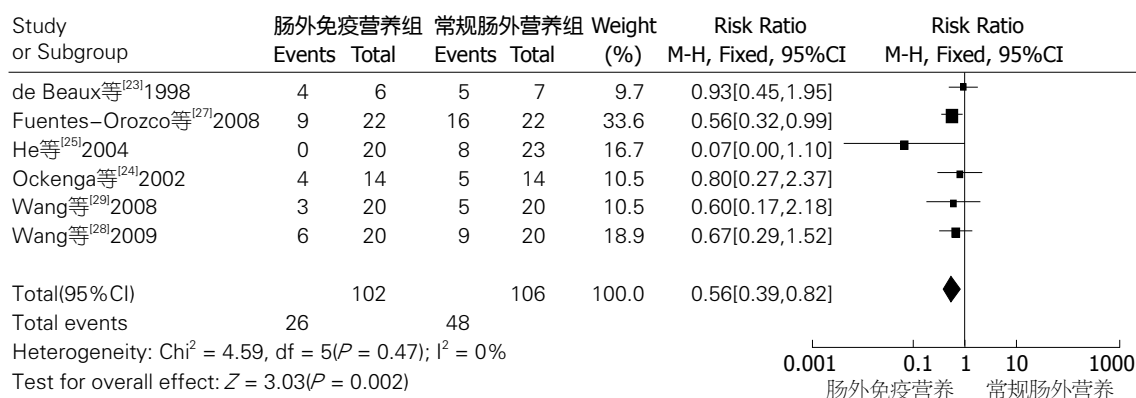 Study 肠外免疫营养组 常规肠外营养组 Weight Risk Ratio Risk Ratio
or Subgroup Events Total Events Total (%) M-H, Fixed, 95%CI M-H, Fixed, 95%CI
de Beaux等[23]1998 4 6 5 7 9.7 0.93[0.45,1.95]
Fuentes-Orozco等[27]2008 9 22 16 22 33.6 0.56[0.32,0.99]
He等[25]2004 0 20 8 23 16.7 0.07[0.00,1.10]
Ockenga等[24]2002 4 14 5 14 10.5 0.80[0.27,2.37]
Wang等[29]2008 3 20 5 20 10.5 0.60[0.17,2.18]
Wang等[28]2009 6 20 9 20 18.9 0.67[0.29,1.52]
Total(95%CI) 102 106 100.0 0.56[0.39,0.82]
Total events 26 48
Heterogeneity: Chi² = 4.59, df = 5(P = 0.47); I² = 0%
Test for overall effect: Z = 3.03(P = 0.002)
0.001 0.1 1 10 1000
肠外免疫营养 常规肠外营养